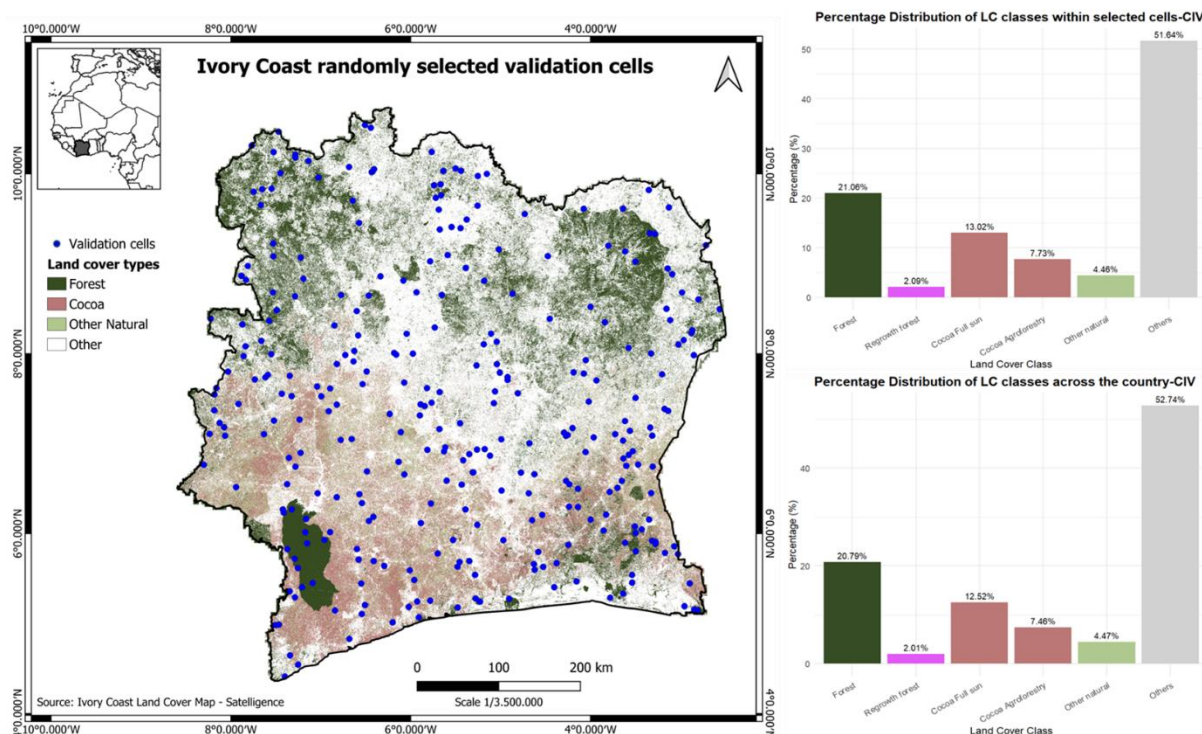 10°0.000'W 8°0.000'W 6°0.000'W 4°0.000'W
Ivory Coast randomly selected validation cells
10°0.000'N
8°0.000'N
6°0.000'N
4°0.000'N
Validation cells
Land cover types
Forest
Cocoa
Other Natural
Other
10°0.000'N
8°0.000'N
6°0.000'N
4°0.000'N
0 100 200 km
Source: Ivory Coast Land Cover Map - Satelligence
Scale 1/3.500.000
10°0.000'W 8°0.000'W 6°0.000'W 4°0.000'W
Percentage Distribution of LC classes within selected cells-CIV
Percentage (%)
50
40
30
20
10
0
21.06%
2.09%
13.02%
7.73%
4.46%
51.64%
Forest
Regrowth forest
Cocoa Full sun
Cocoa Agroforestry
Other natural
Others
Land Cover Class
Percentage Distribution of LC classes across the country-CIV
Percentage (%)
40
20
0
20.79%
2.01%
12.52%
7.46%
4.47%
52.74%
Forest
Regrowth forest
Cocoa Full sun
Cocoa Agroforestry
Other natural
Others
Land Cover Class